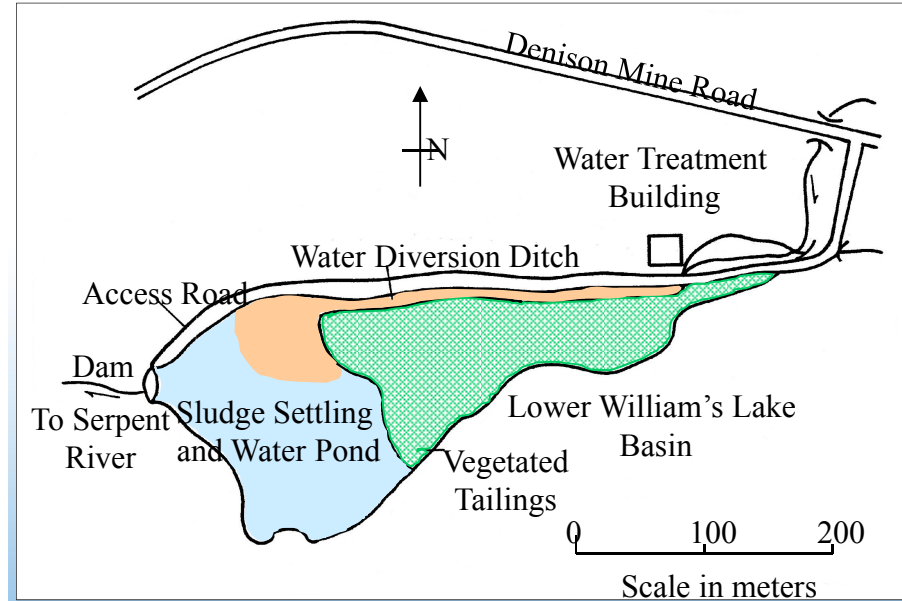 Denison Mine Road
N
Water Treatment
Building
Water Diversion Ditch
Access Road
Dam
To Serpent
River
Sludge Settling
and Water Pond
Lower William's Lake
Basin
Vegetated
Tailings
0 100 200
Scale in meters